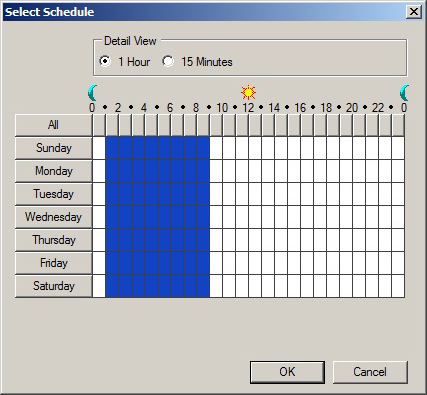 Select Schedule
Detail View
1 Hour 15 Minutes
0 • 2 • 4 • 6 • 8 • 10 • 12 • 14 • 16 • 18 • 20 • 22 • 0
All
Sunday
Monday
Tuesday
Wednesday
Thursday
Friday
Saturday
OK Cancel